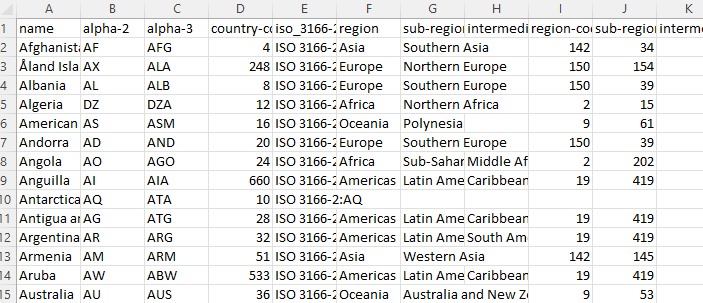 A B C D E F G H I J K
1 name alpha-2 alpha-3 country-co iso_3166-2 region sub-region intermedi region-coo sub-regio interme
2 Afghanista AF AFG 4 ISO 3166-2 Asia Southern Asia 142 34
3 Åland Isla AX ALA 248 ISO 3166-2 Europe Northern Europe 150 154
4 Albania AL ALB 8 ISO 3166-2 Europe Southern Europe 150 39
5 Algeria DZ DZA 12 ISO 3166-2 Africa Northern Africa 2 15
6 American AS ASM 16 ISO 3166-2 Oceania Polynesia 9 61
7 Andorra AD AND 20 ISO 3166-2 Europe Southern Europe 150 39
8 Angola AO AGO 24 ISO 3166-2 Africa Sub-Sahar Middle Af 2 202
9 Anguilla AI AIA 660 ISO 3166-2 Americas Latin Ame Caribbean 19 419
10 Antarctica AQ ATA 10 ISO 3166-2:AQ
11 Antigua ar AG ATG 28 ISO 3166-2 Americas Latin Ame Caribbean 19 419
12 Argentina AR ARG 32 ISO 3166-2 Americas Latin Ame South Am 19 419
13 Armenia AM ARM 51 ISO 3166-2 Asia Western Asia 142 145
14 Aruba AW ABW 533 ISO 3166-2 Americas Latin Ame Caribbean 19 419
15 Australia AU AUS 36 ISO 3166-2 Oceania Australia and New Ze 9 53